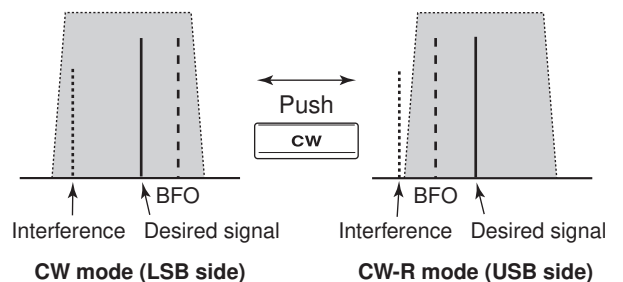 Push
CW
BFO
BFO
Interference
Desired signal
Interference
Desired signal
CW mode (LSB side)
CW-R mode (USB side)